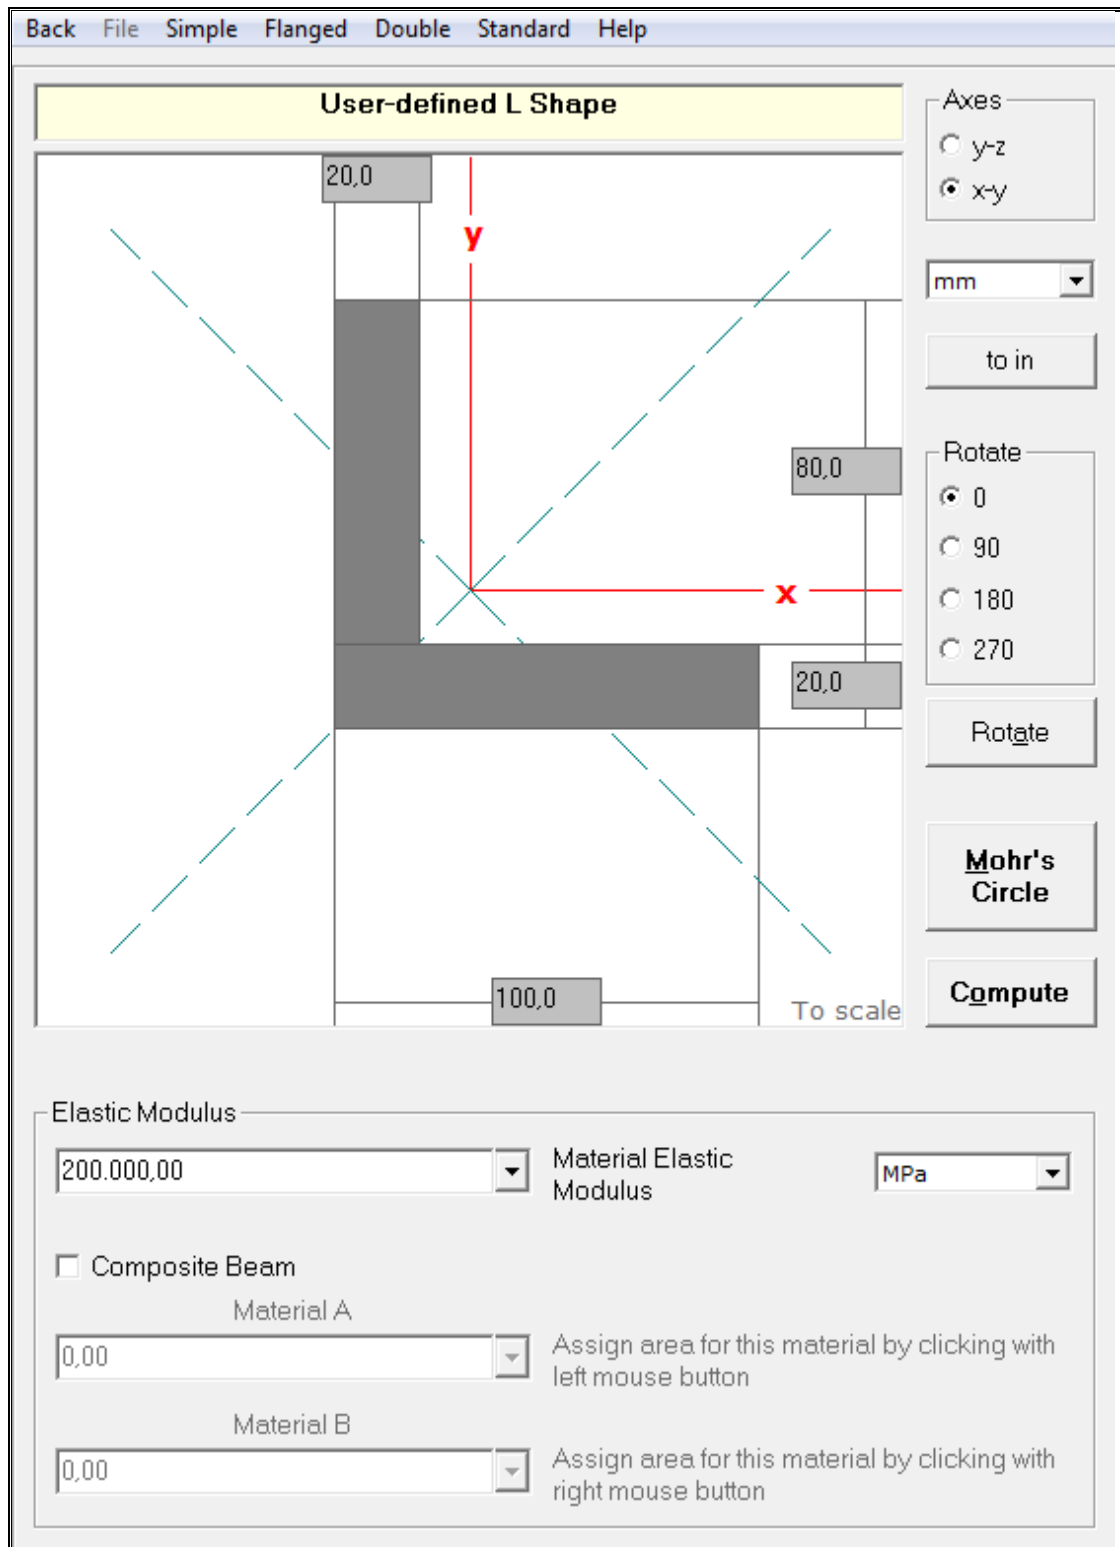 Back File Simple Flanged Double Standard Help
User-defined L Shape
20,0
y
x
80,0
20,0
100,0
To scale
Axes
y-z
x-y
mm
to in
Rotate
0
90
180
270
Rotate
Mohr's
Circle
Compute
Elastic Modulus
200.000,00
Material Elastic
Modulus
MPa
Composite Beam
Material A
0,00
Assign area for this material by clicking with
left mouse button
Material B
0,00
Assign area for this material by clicking with
right mouse button